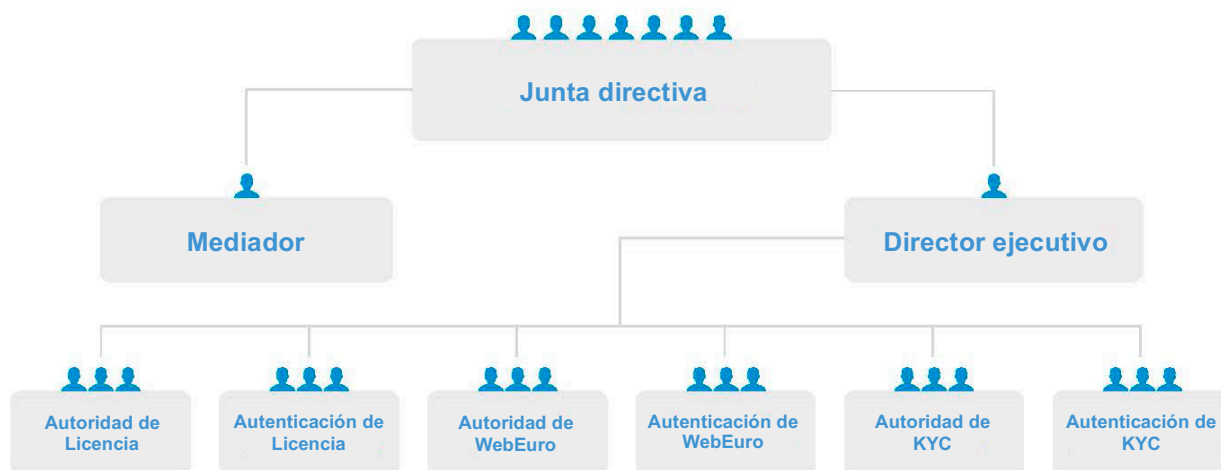 Junta directiva
Mediador
Director ejecutivo
Autoridad de
Licencia
Autenticación de
Licencia
Autoridad de
WebEuro
Autenticación de
WebEuro
Autoridad de
KYC
Autenticación de
KYC